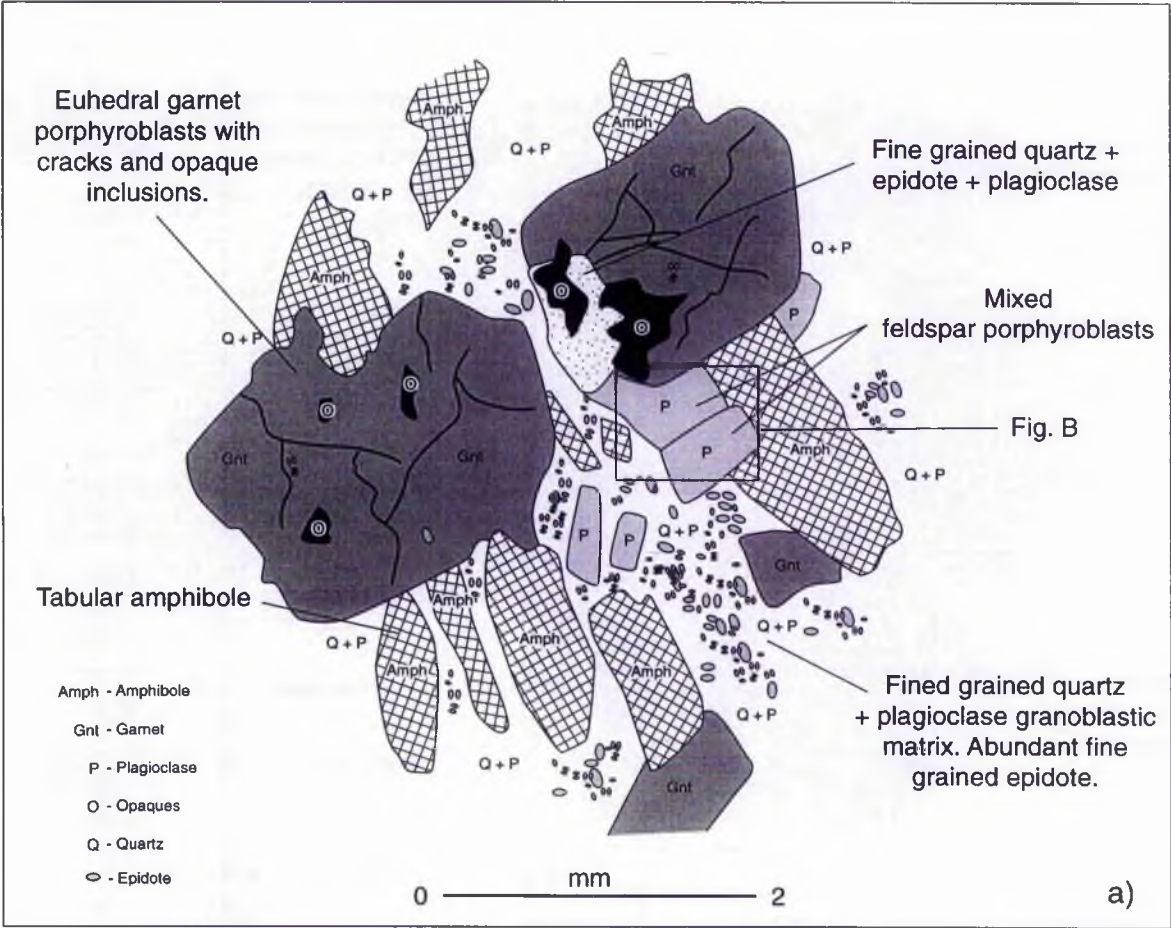 Euhedral garnet
porphyroblasts with
cracks and opaque
inclusions.
Amph
Q + P
Amph
Fine grained quartz +
epidote + plagioclase
Gnt
Q + P
Amph
Q + P
Q + P
O
O
P
Mixed
feldspar porphyroblasts
O
O
P
P
Fig. B
Amph
Gnt
Gnt
Q + P
O
P
P
Q + P
Gnt
Tabular amphibole
Amph
Q + P
Amph
Amph
Amph
Q + P
Q + P
Fined grained quartz
+ plagioclase granoblastic
matrix. Abundant fine
grained epidote.
Q + P
Gnt
Amph - Amphibole
Gnt - Garnet
P - Plagioclase
O - Opaques
Q - Quartz
- Epidote
mm
0
2
a)